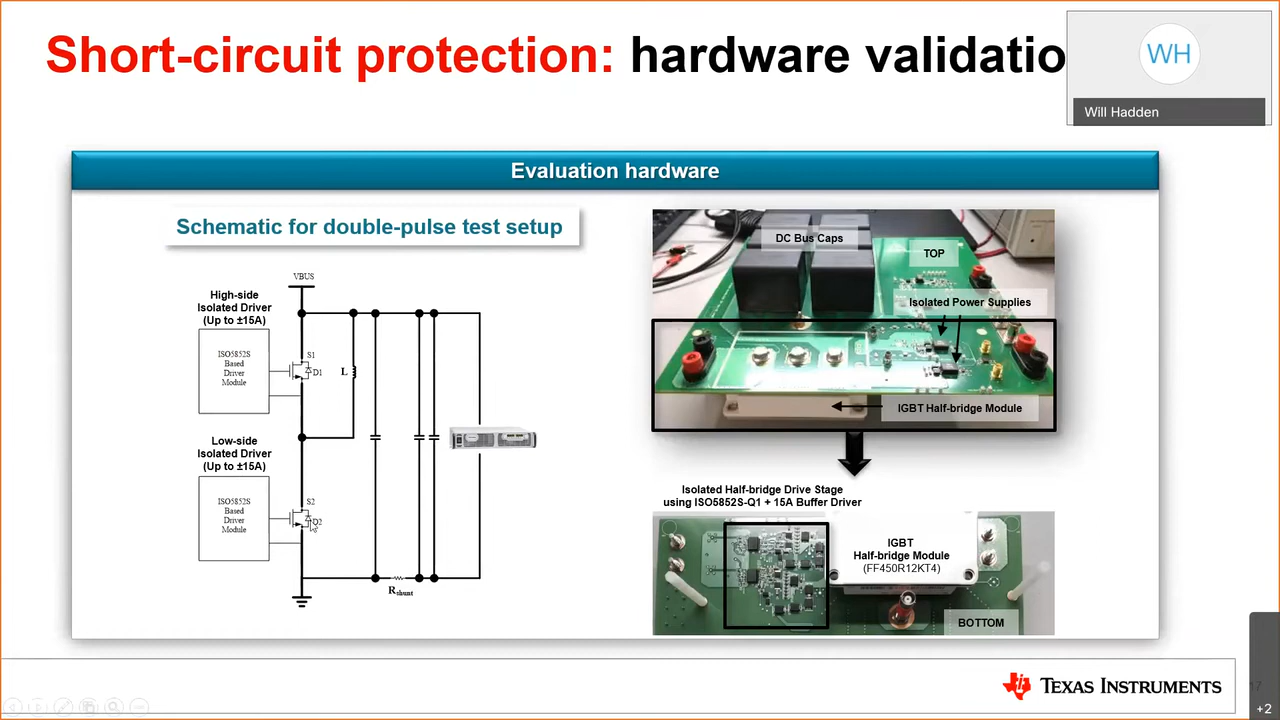 Short-circuit protection: hardware validatio
WH
Will Hadden
Evaluation hardware
Schematic for double-pulse test setup
VBUS
High-side
Isolated Driver
(Up to ±15A)
ISO5852S
Based
Driver
Module
S1
D1
L
Low-side
Isolated Driver
(Up to ±15A)
ISO5852S
Based
Driver
Module
S2
D2
Rshunt
DC Bus Caps
TOP
Isolated Power Supplies
IGBT Half-bridge Module
Isolated Half-bridge Drive Stage
using ISO5852S-Q1 + 15A Buffer Driver
IGBT
Half-bridge Module
(FF450R12KT4)
BOTTOM
TEXAS INSTRUMENTS
17
+2